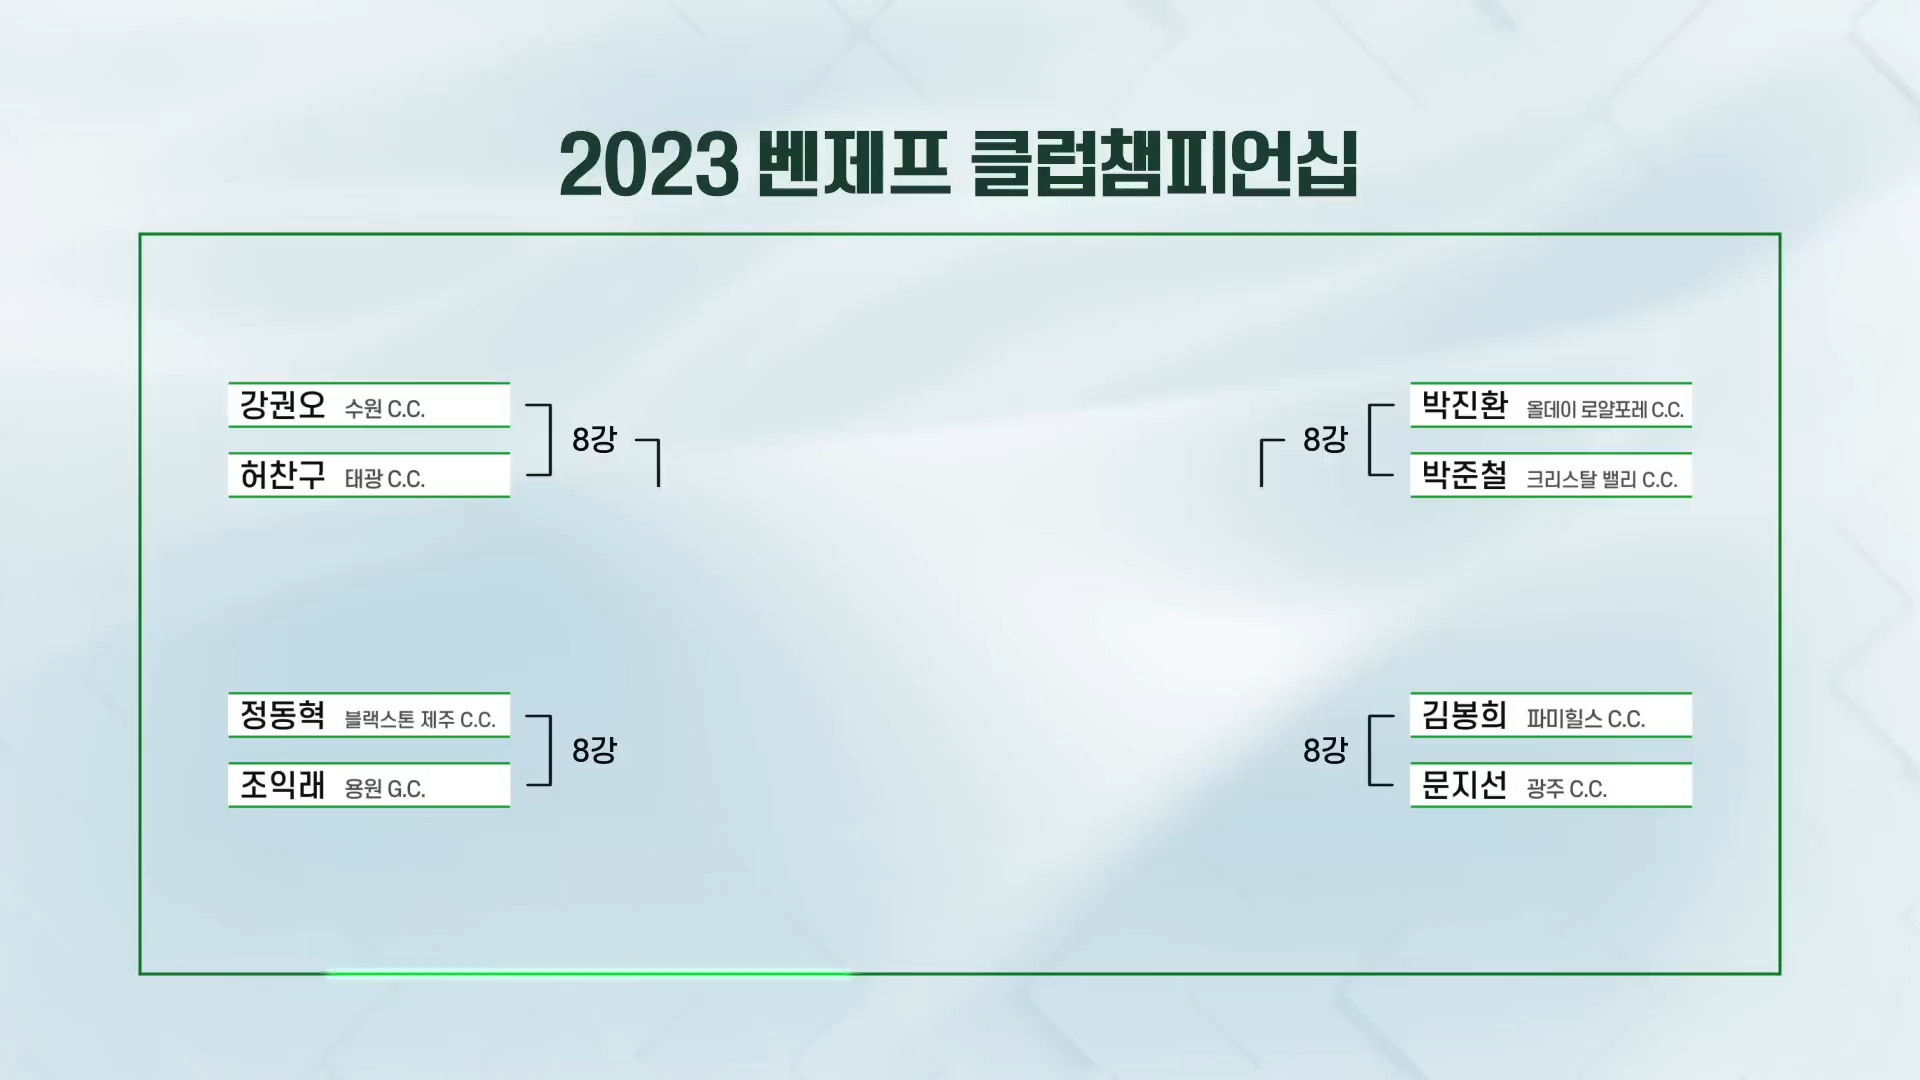 2023 벤제프 클럽챔피언십
강권오 수원 C.C.
허찬구 태광 C.C.
8강
정동혁 블랙스톤 제주 C.C.
조익래 용원 G.C.
8강
박진환 올데이 로얄포레 C.C.
박준철 크리스탈 밸리 C.C.
8강
김봉희 파미힐스 C.C.
문지선 광주 C.C.
8강